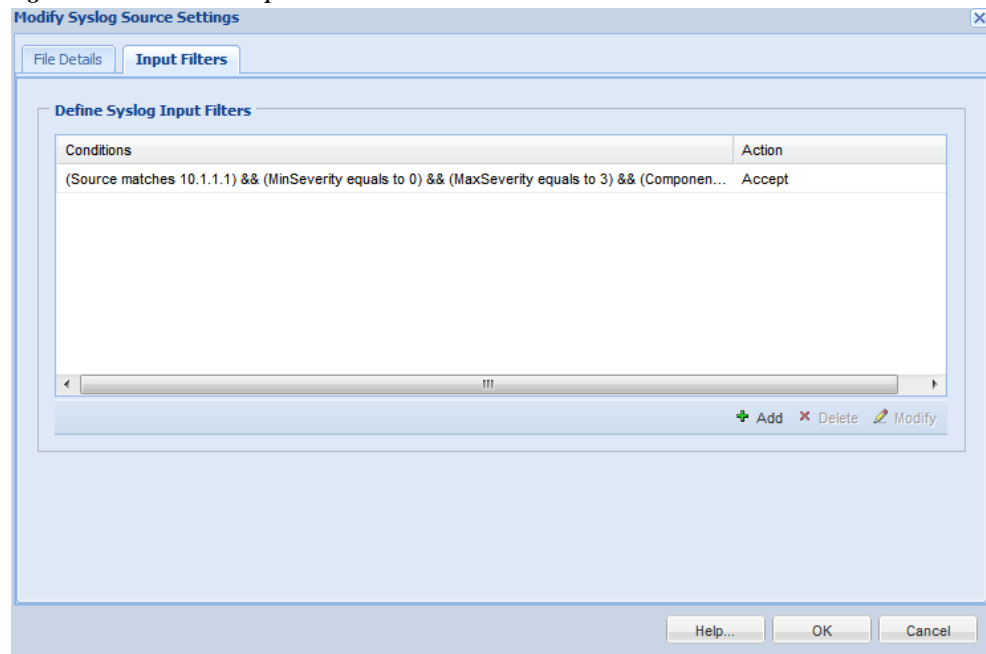 Modify Syslog Source Settings
File Details
Input Filters
Define Syslog Input Filters
Conditions Action
(Source matches 10.1.1.1) && (MinSeverity equals to 0) && (MaxSeverity equals to 3) && (Componen... Accept
Add Delete Modify
Help... OK Cancel